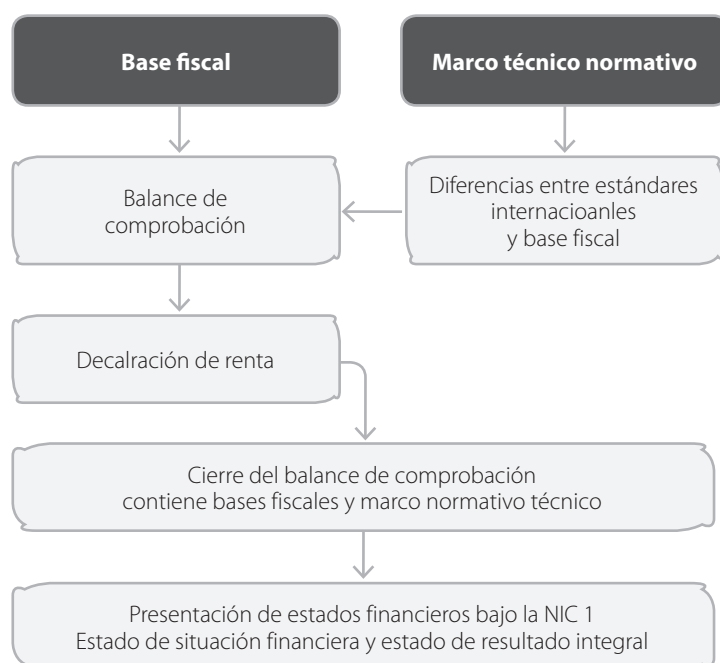 Base fiscal
Marco técnico normativo
Balance de
comprobación
Diferencias entre estándares
internacioanles
y base fiscal
Decalración de renta
Cierre del balance de comprobación
contiene bases fiscales y marco normativo técnico
Presentación de estados financieros bajo la NIC 1
Estado de situación financiera y estado de resultado integral